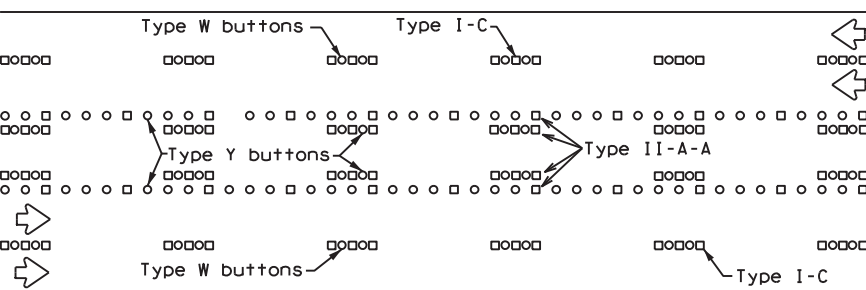 Type W buttons
Type I-C
Type Y buttons
Type II-A-A
Type W buttons
Type I-C